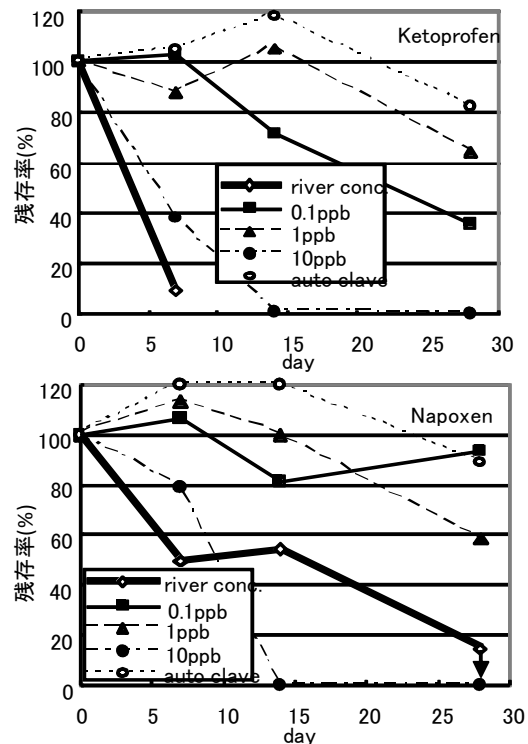 120
Ketoprofen
100
80
残存率(%)
60
river conc.
40
0.1ppb
1ppb
20
10ppb
auto clave
0
0 5 10 15 20 25 30
day
120
Napoxen
100
80
残存率(%)
60
40
river conc.
0.1ppb
20
1ppb
10ppb
auto clave
0
0 5 10 15 20 25 30
day